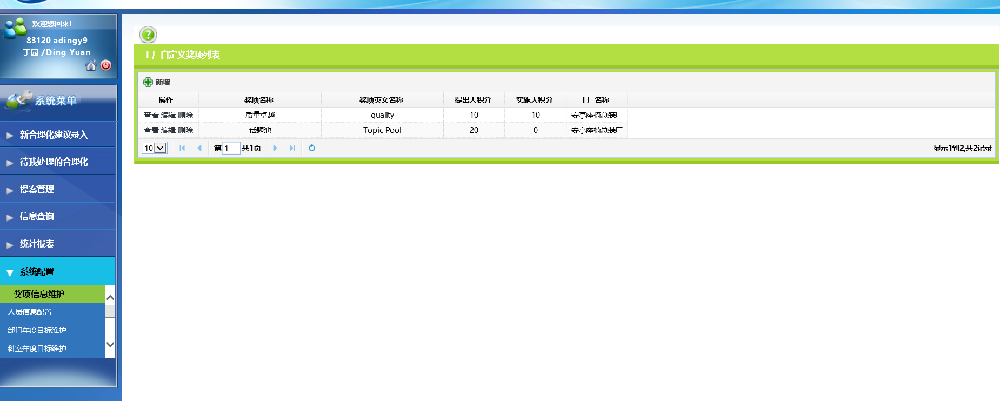 欢迎您回来!
83120 adingy9
丁园 /Ding Yuan
系统菜单
新合理化建议录入
待我处理的合理化
提案管理
信息查询
统计报表
系统配置
奖项信息维护
人员信息配置
部门年度目标维护
科室年度目标维护
工厂自定义奖项列表
新增
操作 奖项名称 奖项英文名称 提出人积分 实施人积分 工厂名称
查看 编辑 删除 质量卓越 quality 10 10 安亭座椅总装厂
查看 编辑 删除 话题池 Topic Pool 20 0 安亭座椅总装厂
10 第 1 共1页 显示1到2,共2记录